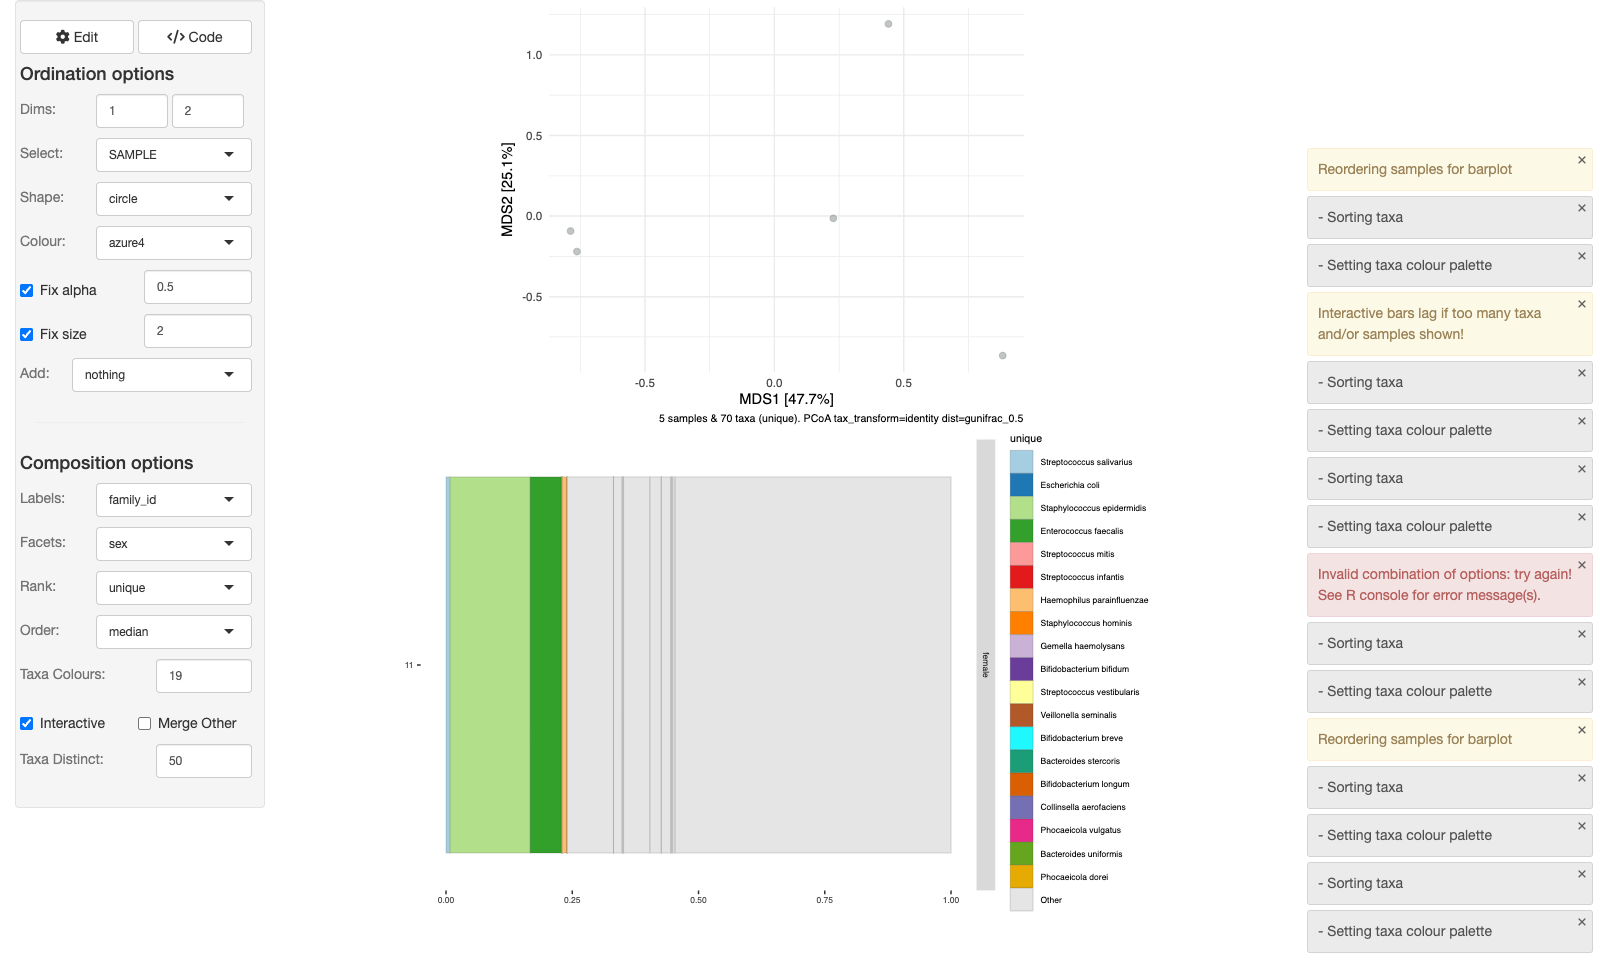 Edit
Code
Ordination options
Dims:
1
2
Select:
SAMPLE
Shape:
circle
Colour:
azure4
Fix alpha
0.5
Fix size
2
Add:
nothing
Composition options
Labels:
family_id
Facets:
sex
Rank:
unique
Order:
median
Taxa Colours:
19
Interactive
Merge Other
Taxa Distinct:
50
1.0
0.5
0.0
-0.5
MDS2 [25.1%]
-0.5
0.0
0.5
MDS1 [47.7%]
5 samples & 70 taxa (unique). PCoA tax_transform=identity dist=gunifrac_0.5
11
0.00
0.25
0.50
0.75
1.00
female
unique
Streptococcus salivarius
Escherichia coli
Staphylococcus epidermidis
Enterococcus faecalis
Streptococcus mitis
Streptococcus infantis
Haemophilus parainfluenzae
Staphylococcus hominis
Gemella haemolysans
Bifidobacterium bifidum
Streptococcus vestibularis
Veillonella seminalis
Bifidobacterium breve
Bacteroides stercoris
Bifidobacterium longum
Collinsella aerofaciens
Phocaeicola vulgatus
Bacteroides uniformis
Phocaeicola dorei
Other
Reordering samples for barplot
- Sorting taxa
- Setting taxa colour palette
Interactive bars lag if too many taxa
and/or samples shown!
- Sorting taxa
- Setting taxa colour palette
- Sorting taxa
- Setting taxa colour palette
Invalid combination of options: try again!
See R console for error message(s).
- Sorting taxa
- Setting taxa colour palette
Reordering samples for barplot
- Sorting taxa
- Setting taxa colour palette
- Sorting taxa
- Setting taxa colour palette